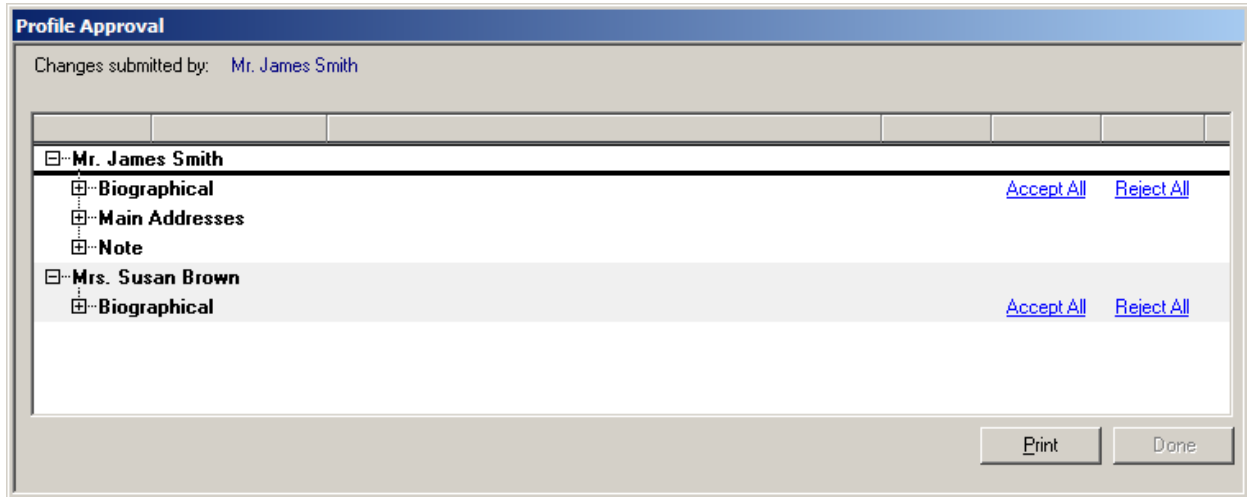 Profile Approval
Changes submitted by: Mr. James Smith
Mr. James Smith
Biographical Accept All Reject All
Main Addresses
Note
Mrs. Susan Brown
Biographical Accept All Reject All
Print Done